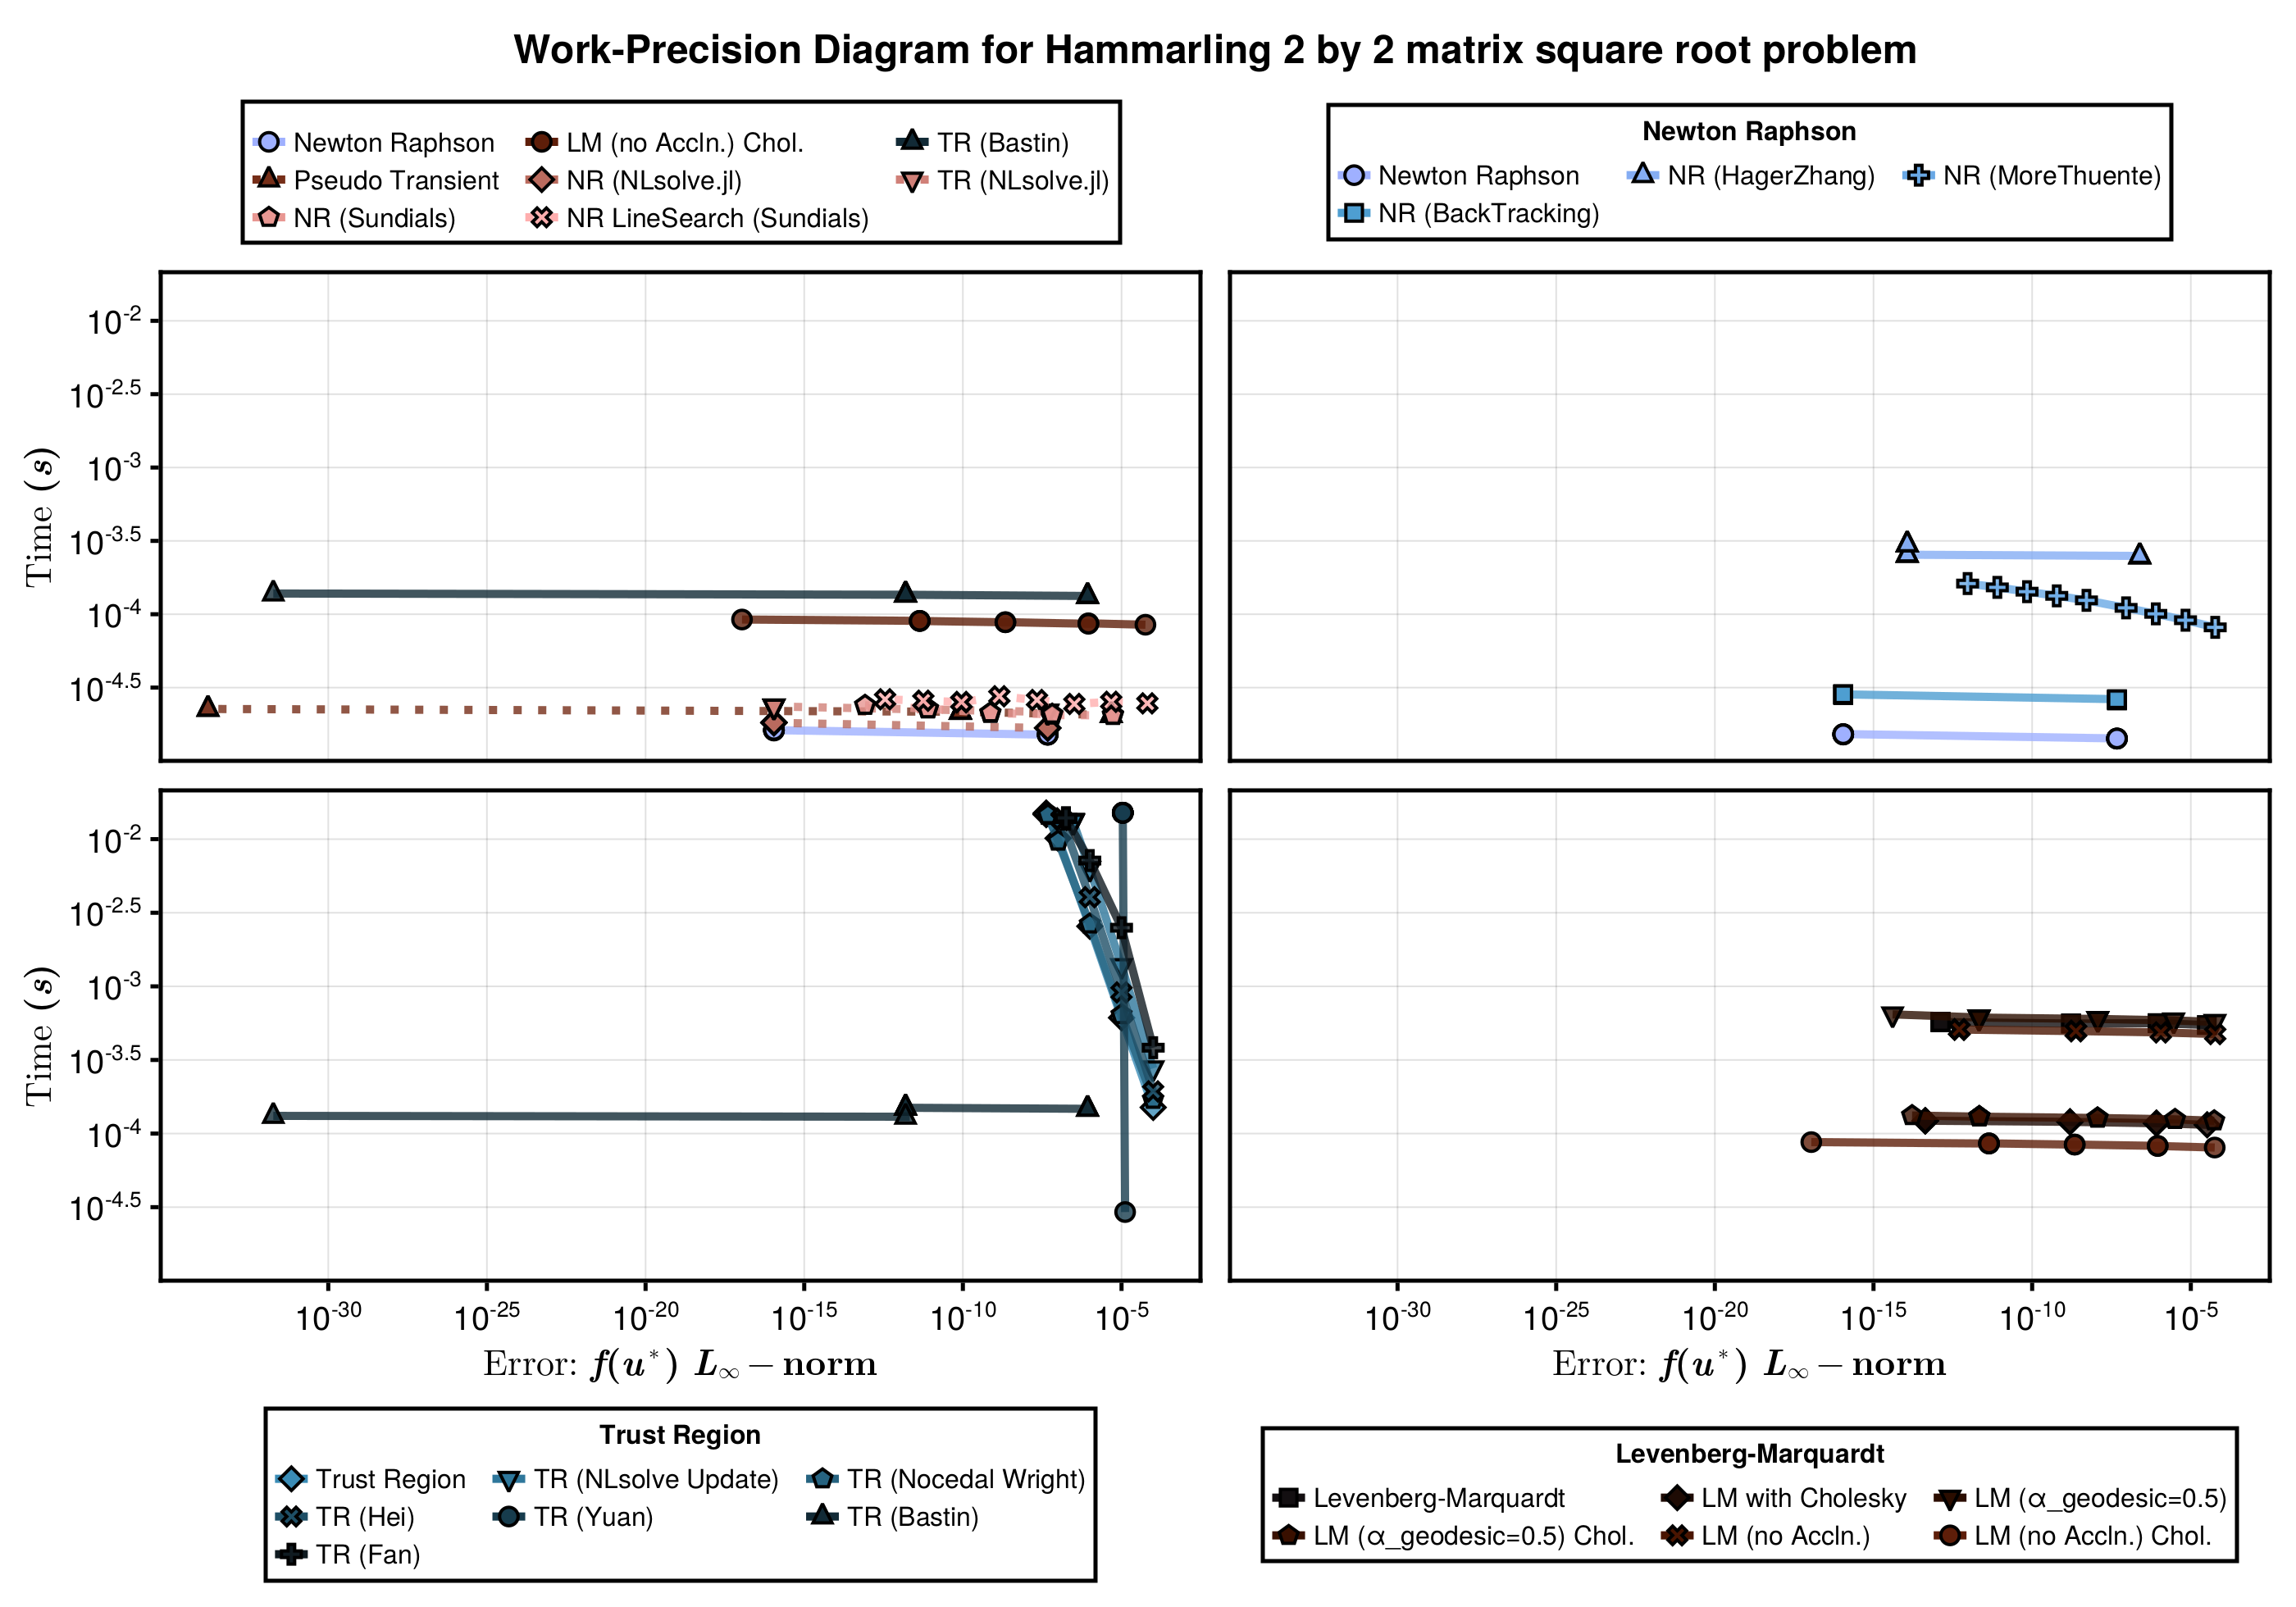 Work-Precision Diagram for Hammarling 2 by 2 matrix square root problem
Newton Raphson LM (no Accln.) Chol. TR (Bastin)
Pseudo Transient NR (NLsolve.jl) TR (NLsolve.jl)
NR (Sundials) NR LineSearch (Sundials)
Newton Raphson
Newton Raphson NR (HagerZhang) NR (MoreThuente)
NR (BackTracking)
Time (s)
10^-2
10^-2.5
10^-3
10^-3.5
10^-4
10^-4.5
Time (s)
10^-2
10^-2.5
10^-3
10^-3.5
10^-4
10^-4.5
10^-30 10^-25 10^-20 10^-15 10^-10 10^-5
10^-30 10^-25 10^-20 10^-15 10^-10 10^-5
Error: f(u*) L∞ − norm
Error: f(u*) L∞ − norm
Trust Region
Trust Region TR (NLsolve Update) TR (Nocedal Wright)
TR (Hei) TR (Yuan) TR (Bastin)
TR (Fan)
Levenberg-Marquardt
Levenberg-Marquardt LM with Cholesky LM (α_geodesic=0.5)
LM (α_geodesic=0.5) Chol. LM (no Accln.) LM (no Accln.) Chol.